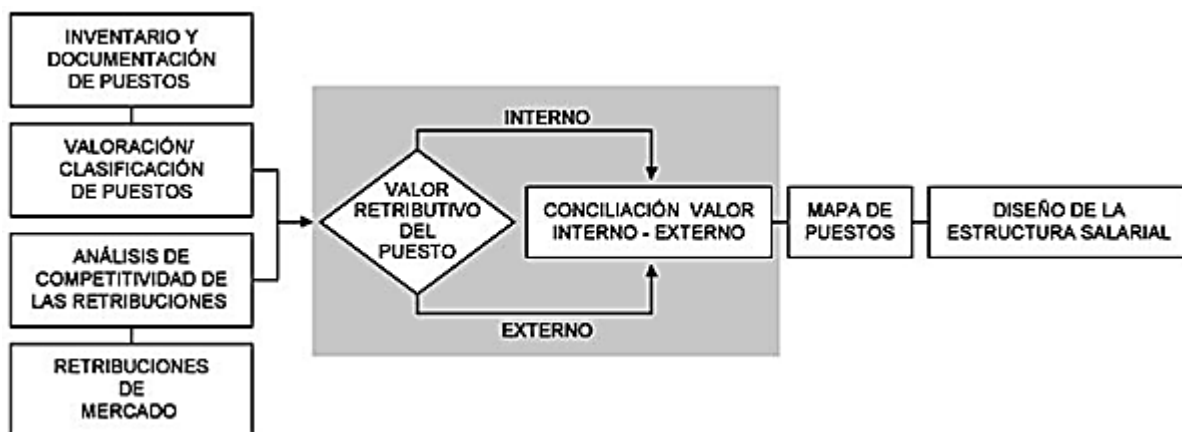 INVENTARIO Y
DOCUMENTACIÓN
DE PUESTOS
VALORACIÓN/
CLASIFICACIÓN
DE PUESTOS
ANÁLISIS DE
COMPETITIVIDAD DE
LAS RETRIBUCIONES
RETRIBUCIONES
DE
MERCADO
INTERNO
VALOR
RETRIBUTIVO
DEL
PUESTO
EXTERNO
CONCILIACIÓN VALOR
INTERNO - EXTERNO
MAPA DE
PUESTOS
DISEÑO DE LA
ESTRUCTURA SALARIAL